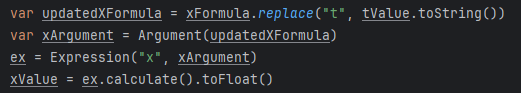 var updatedXFormula = xFormula.replace("t", tValue.toString())
var xArgument = Argument(updatedXFormula)
ex = Expression("x", xArgument)
xValue = ex.calculate().toFloat()